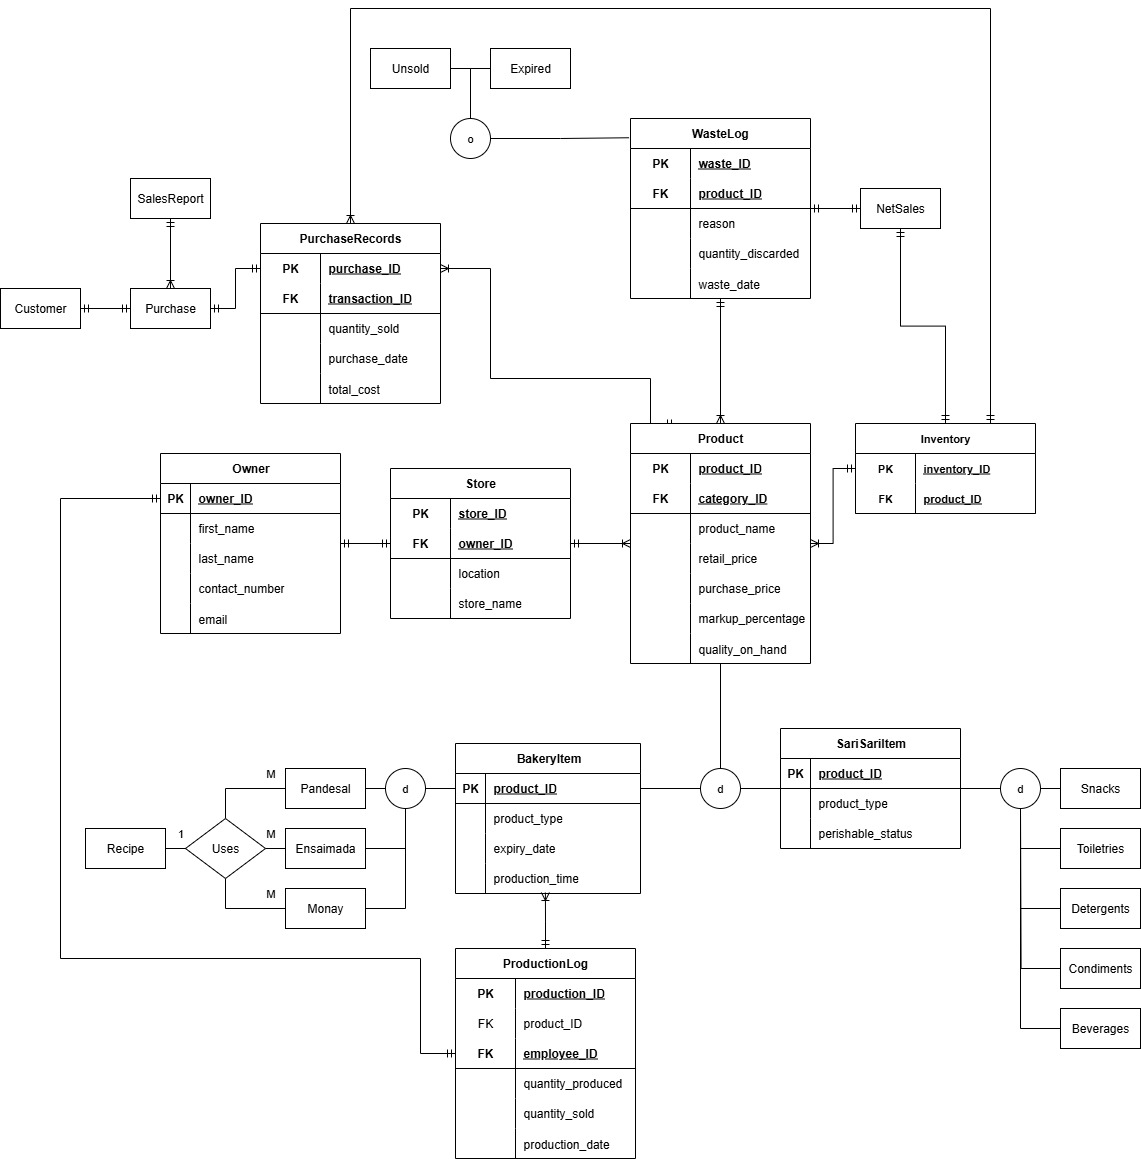 Unsold
Expired
o
WasteLog
PK waste_ID
FK product_ID
reason
quantity_discarded
waste_date
NetSales
SalesReport
Customer
Purchase
PurchaseRecords
PK purchase_ID
FK transaction_ID
quantity_sold
purchase_date
total_cost
Owner
PK owner_ID
first_name
last_name
contact_number
email
Store
PK store_ID
FK owner_ID
location
store_name
Product
PK product_ID
FK category_ID
product_name
retail_price
purchase_price
markup_percentage
quality_on_hand
Inventory
PK inventory_ID
FK product_ID
Recipe
1
Uses
M
Pandesal
M
Ensaimada
M
Monay
d
BakeryItem
PK product_ID
product_type
expiry_date
production_time
d
SariSariItem
PK product_ID
product_type
perishable_status
d
Snacks
Toiletries
Detergents
Condiments
Beverages
ProductionLog
PK production_ID
FK product_ID
FK employee_ID
quantity_produced
quantity_sold
production_date